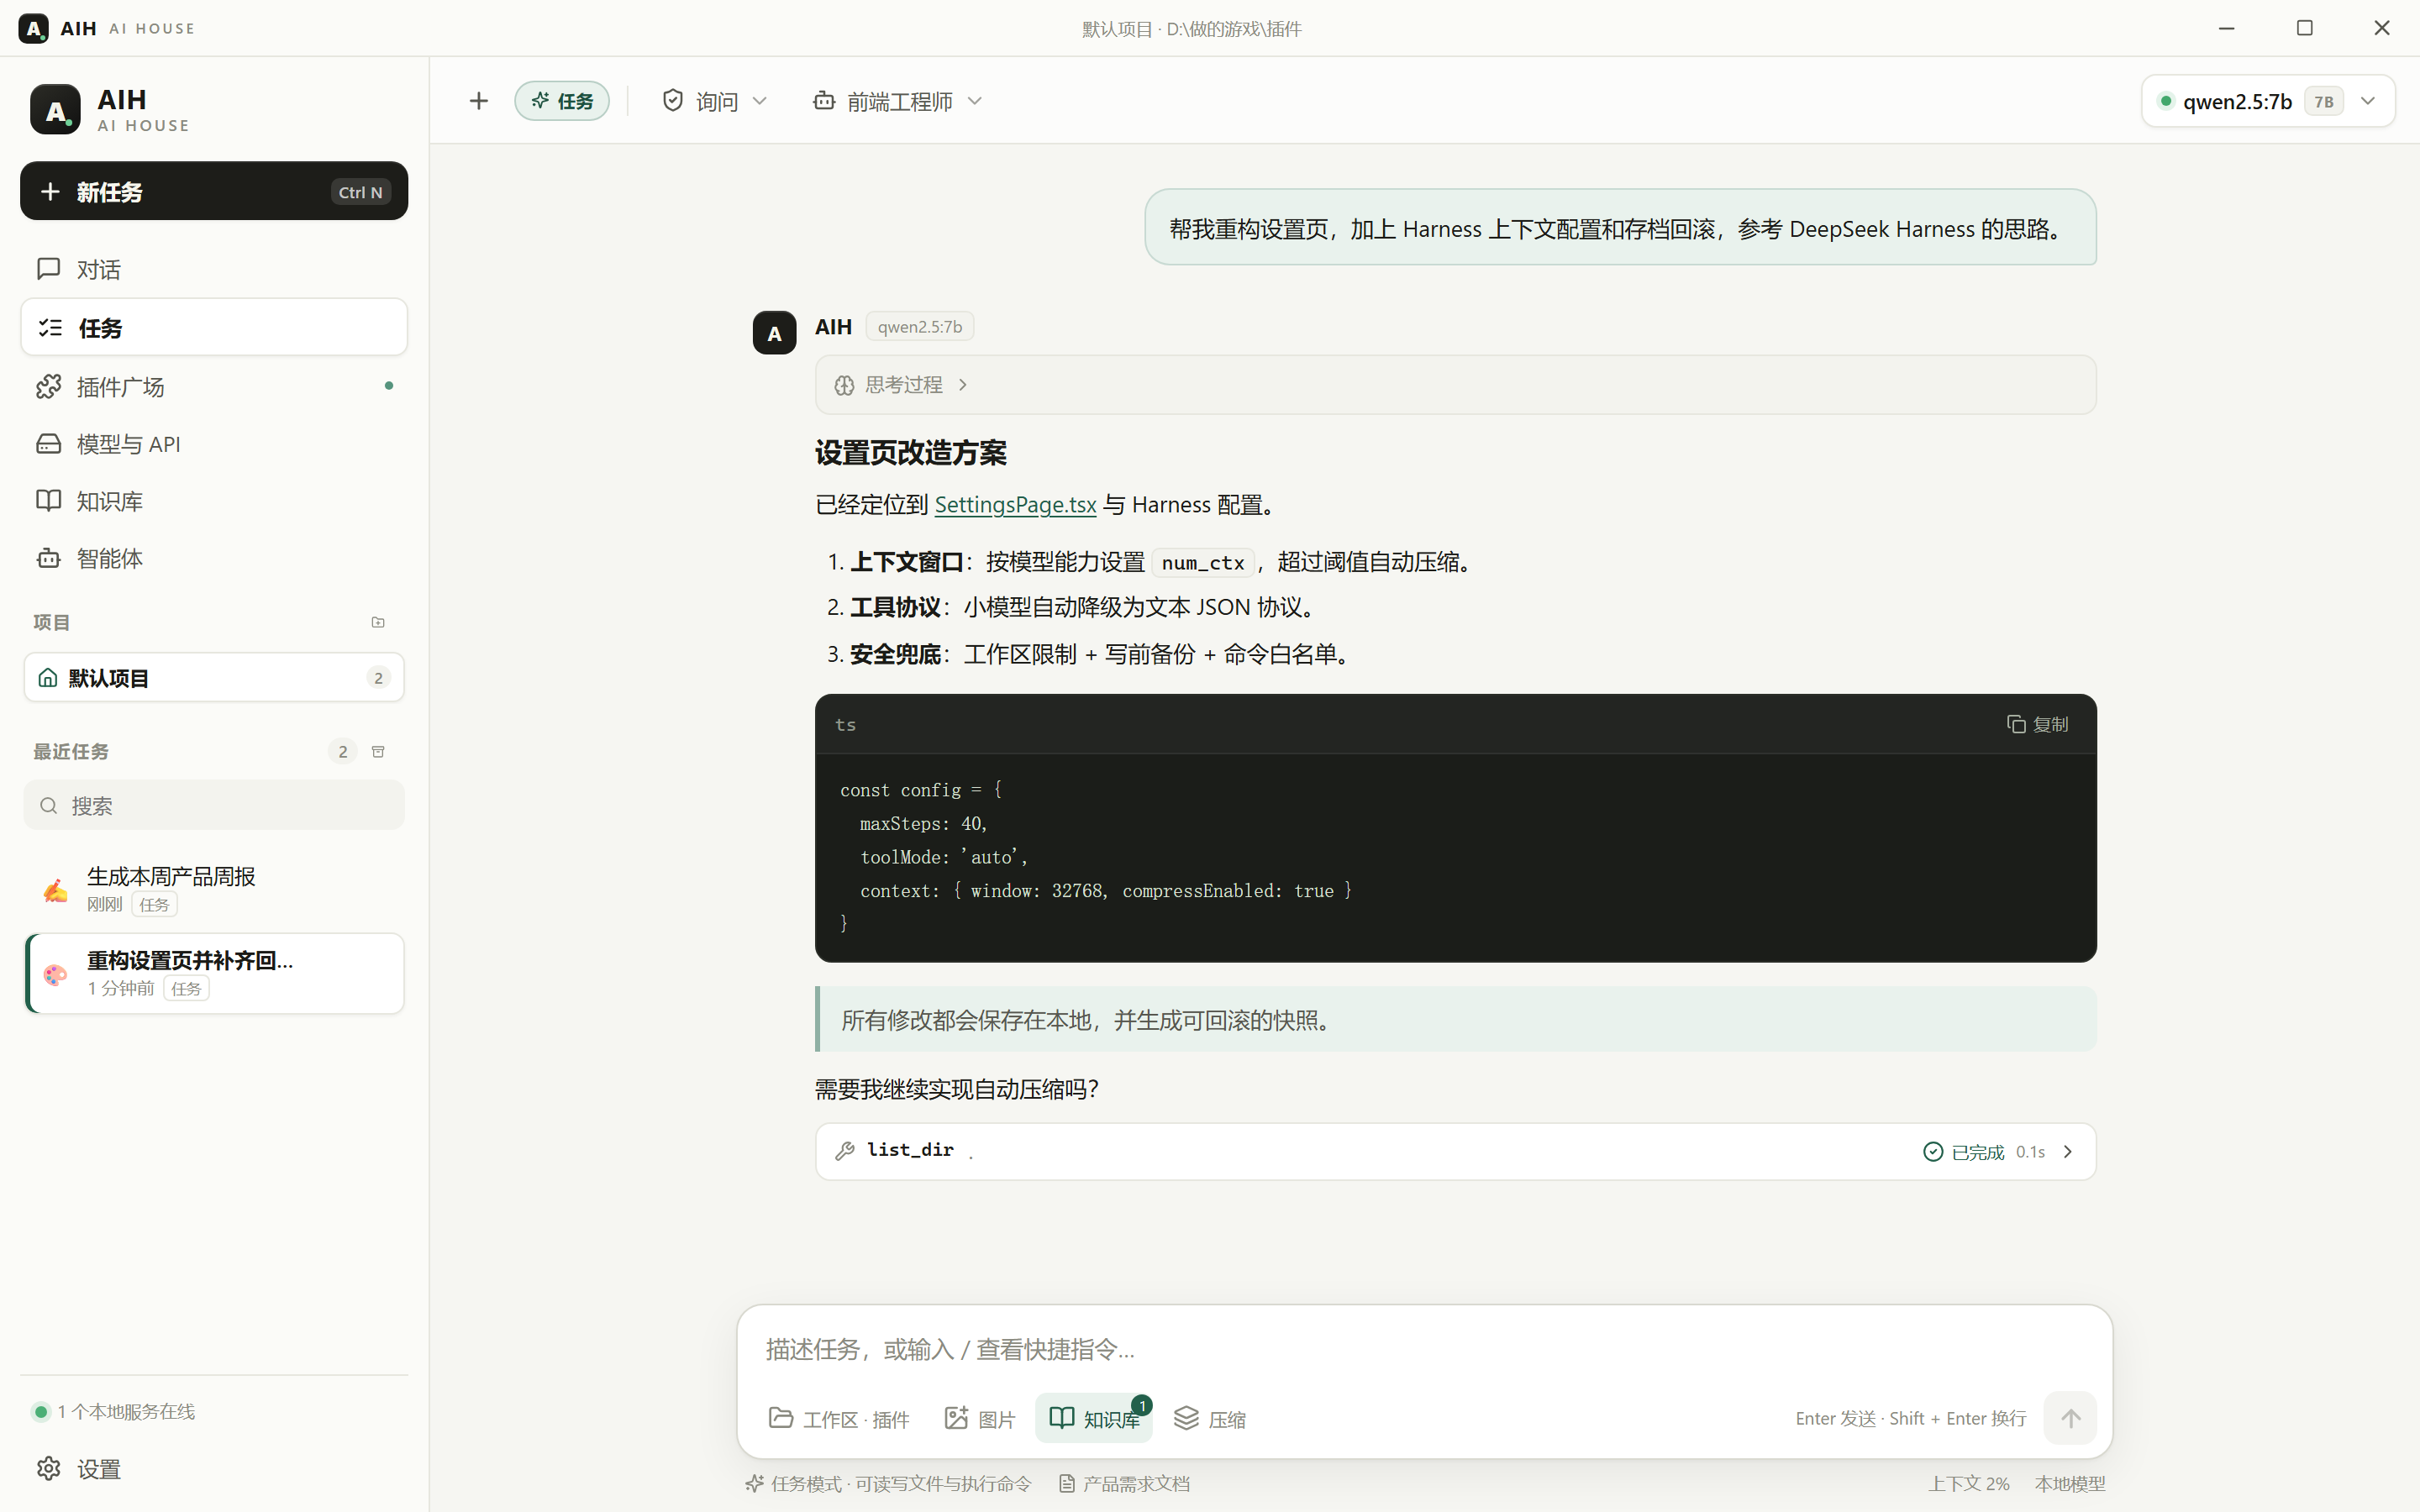 A. AIH AI HOUSE
默认项目 · D:\做的游戏\插件
A. AIH
AI HOUSE
新任务 Ctrl N
对话
任务
插件广场
模型与 API
知识库
智能体
项目
默认项目 2
最近任务 2
搜索
生成本周产品周报
刚刚 任务
重构设置页并补齐回...
1 分钟前 任务
1 个本地服务在线
设置
任务 询问 前端工程师 qwen2.5:7b 7B
帮我重构设置页，加上 Harness 上下文配置和存档回滚，参考 DeepSeek Harness 的思路。
A AIH qwen2.5:7b
思考过程
设置页改造方案
已经定位到 SettingsPage.tsx 与 Harness 配置。
1. 上下文窗口：按模型能力设置 num_ctx，超过阈值自动压缩。
2. 工具协议：小模型自动降级为文本 JSON 协议。
3. 安全兜底：工作区限制 + 写前备份 + 命令白名单。
ts 复制
const config = {
maxSteps: 40,
toolMode: 'auto',
context: { window: 32768, compressEnabled: true }
}
所有修改都会保存在本地，并生成可回滚的快照。
需要我继续实现自动压缩吗？
list_dir . 已完成 0.1s
描述任务，或输入 / 查看快捷指令...
工作区 · 插件 图片 知识库 1 压缩 Enter 发送 · Shift + Enter 换行
任务模式 · 可读写文件与执行命令 产品需求文档 上下文 2% 本地模型